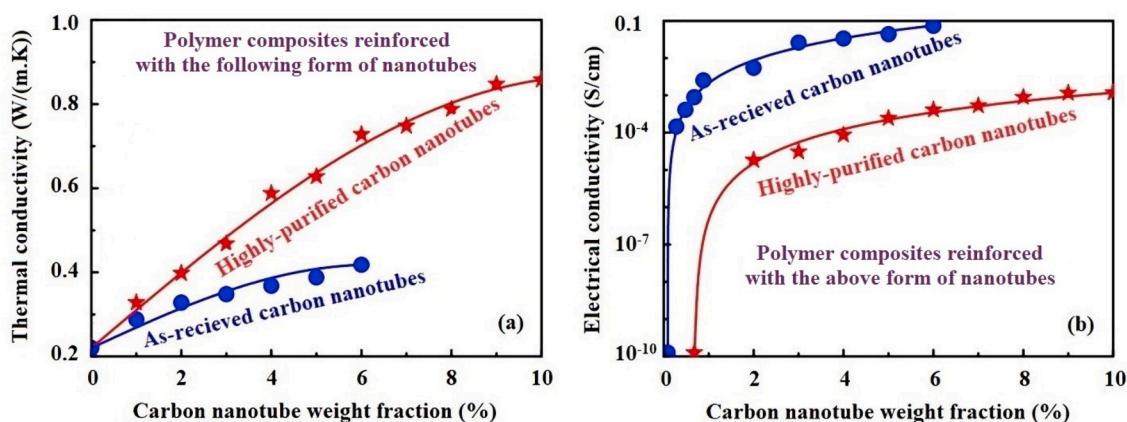 Thermal conductivity (W/(m.K))
1.0
0.8
0.6
0.4
0.2
Polymer composites reinforced
with the following form of nanotubes
Highly-purified carbon nanotubes
As-recieved carbon nanotubes
(a)
0 2 4 6 8 10
Carbon nanotube weight fraction (%)
Electrical conductivity (S/cm)
0.1
10⁻⁴
10⁻⁷
10⁻¹⁰
As-recieved carbon nanotubes
Highly-purified carbon nanotubes
Polymer composites reinforced
with the above form of nanotubes
(b)
0 2 4 6 8 10
Carbon nanotube weight fraction (%)